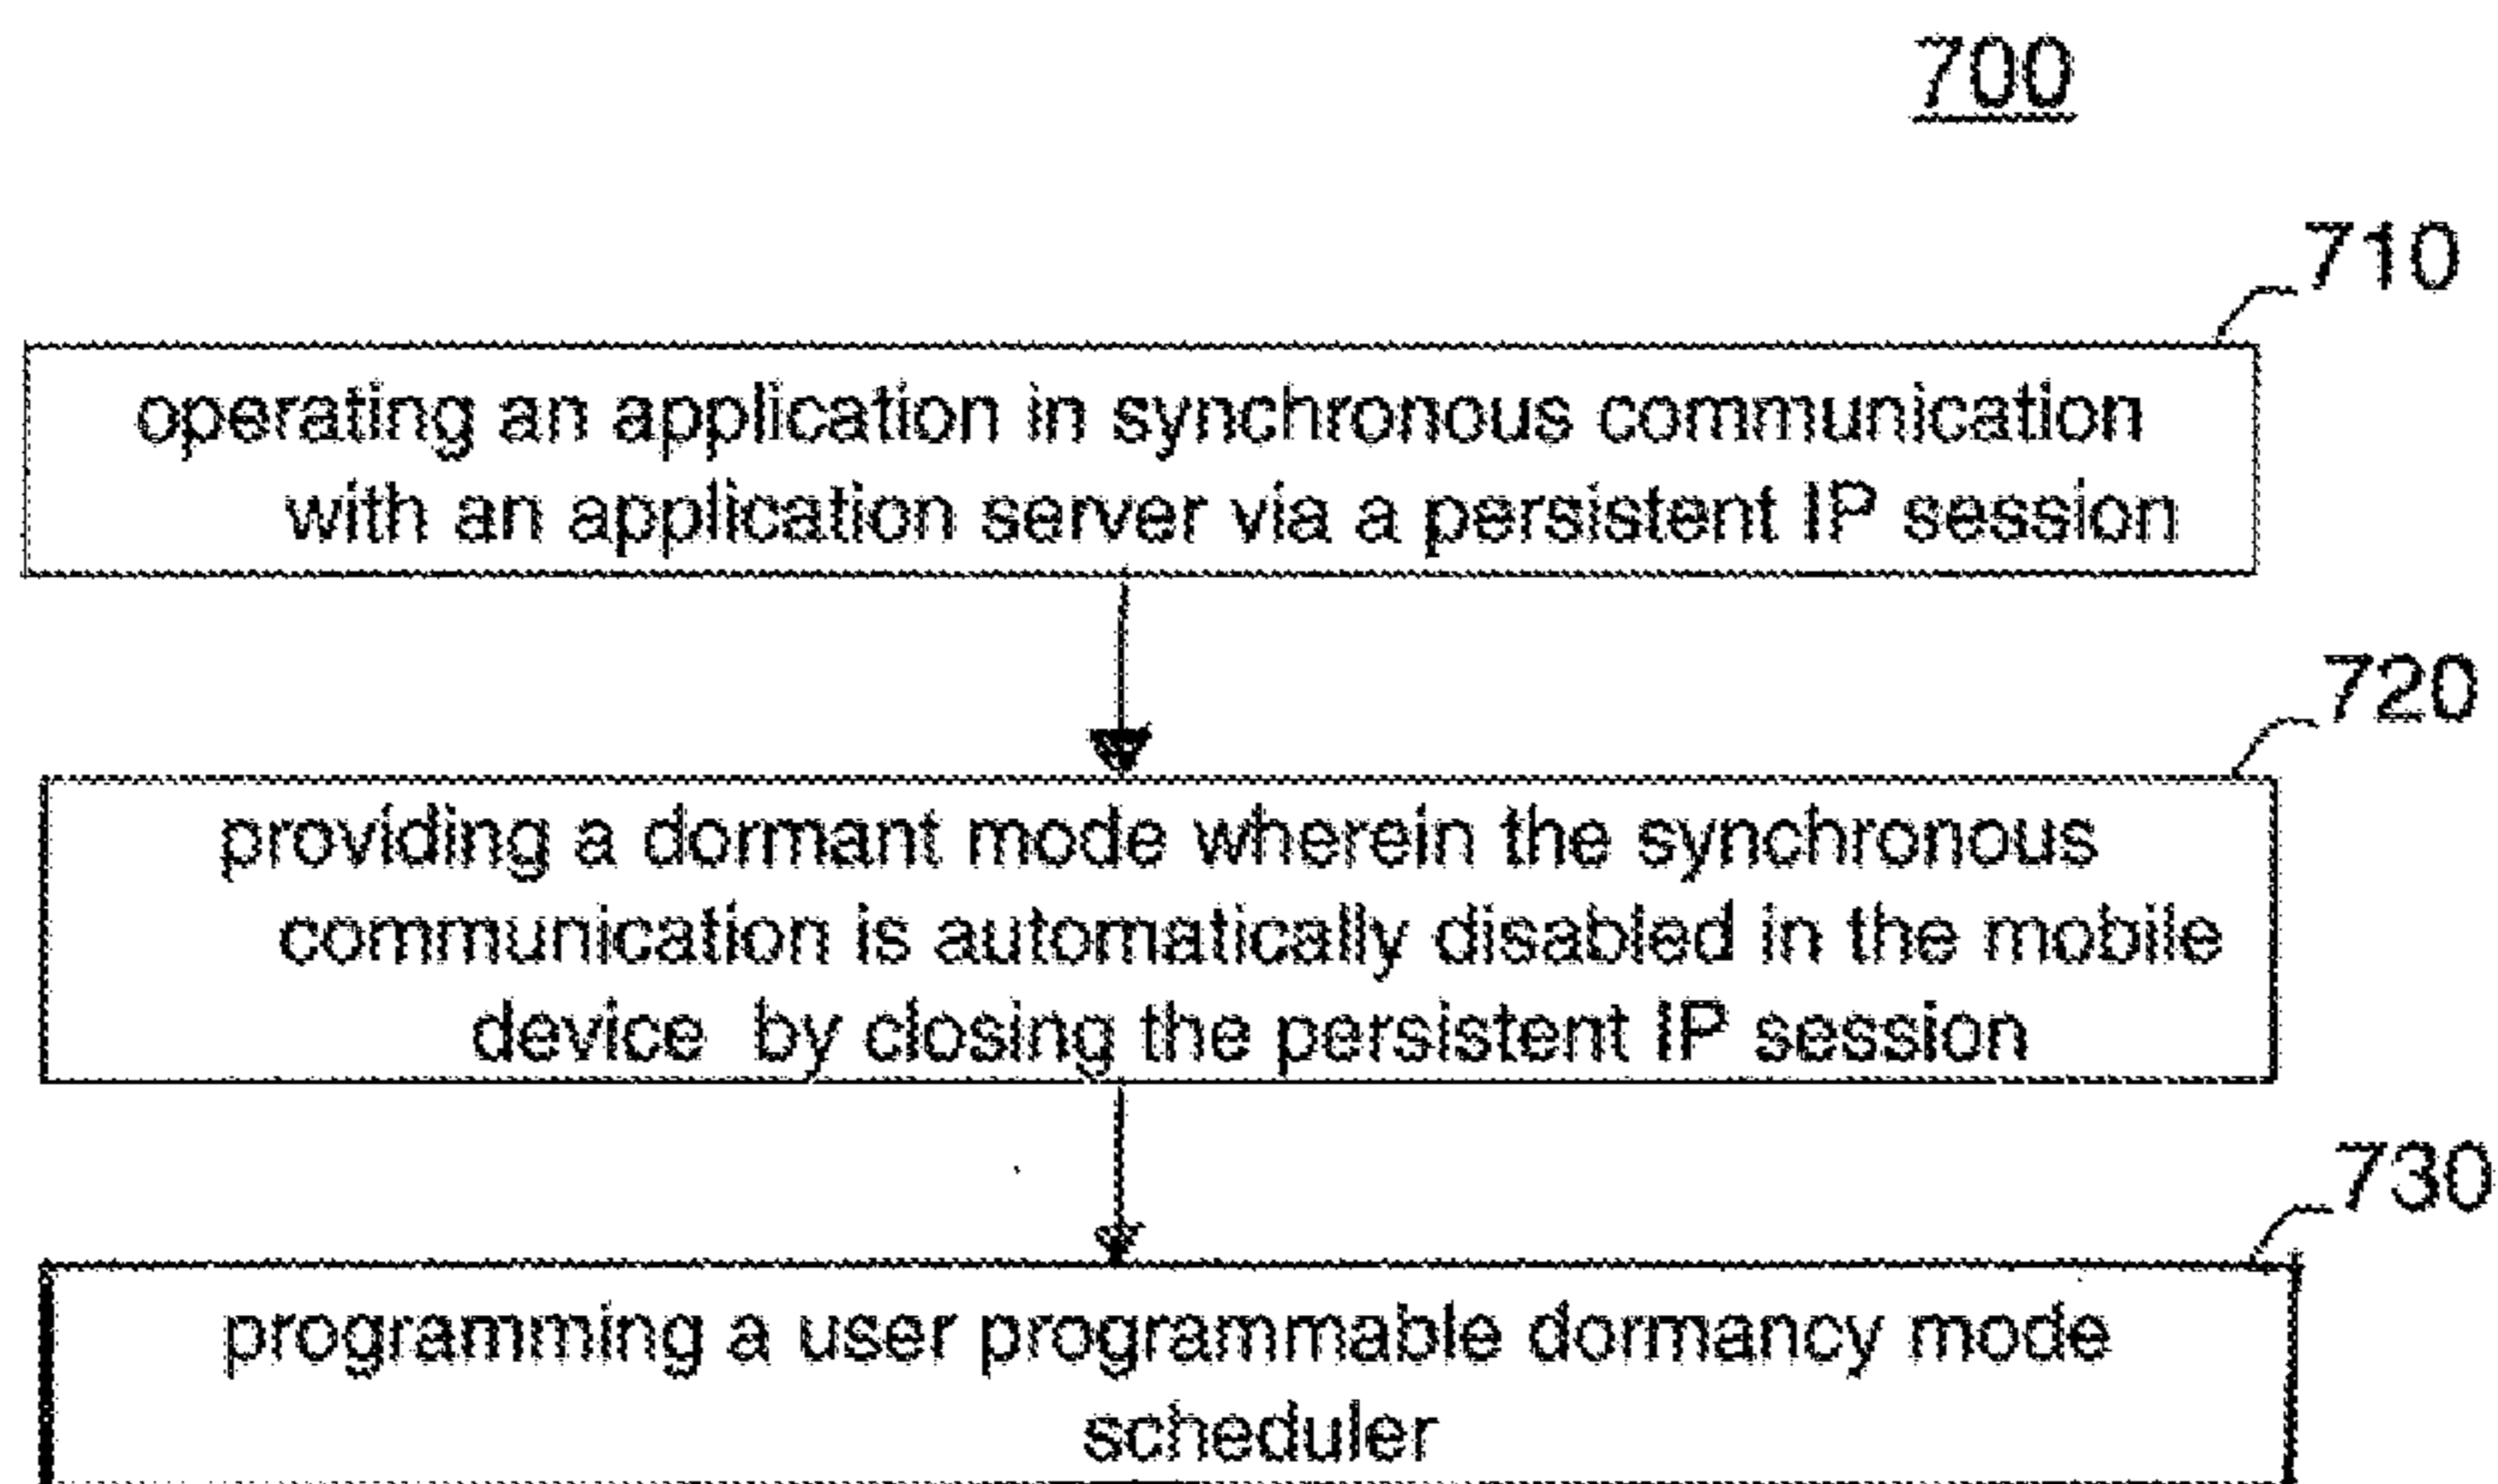 700
710
operating an application in synchronous communication
with an application server via a persistent IP session
720
providing a dormant mode wherein the synchronous
communication is automatically disabled in the mobile
device by closing the persistent IP session
730
programming a user programmable dormancy mode
scheduler